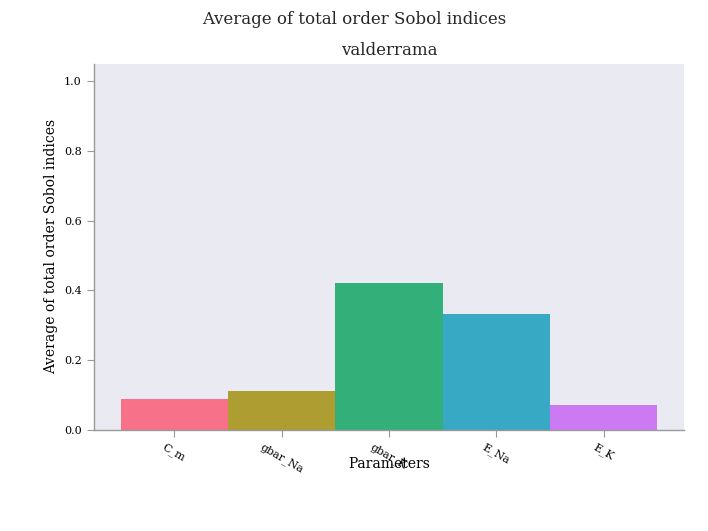 Average of total order Sobol indices
valderrama
Average of total order Sobol indices
1.0
0.8
0.6
0.4
0.2
0.0
C_m
gbar_Na
gbar_K
E_Na
E_K
Parameters